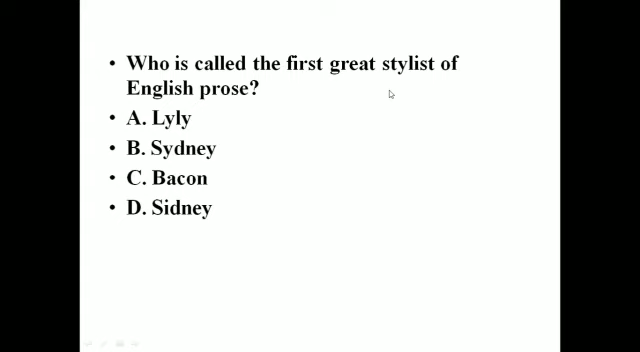 • Who is called the first great stylist of
English prose?
• A. Lyly
• B. Sydney
• C. Bacon
• D. Sidney